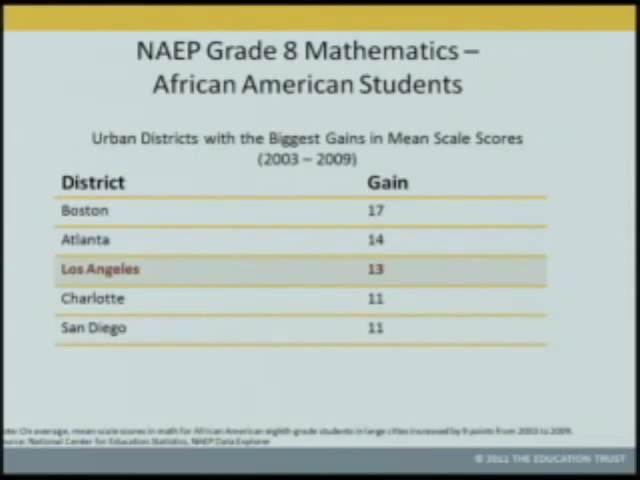 NAEP Grade 8 Mathematics –
African American Students
Urban Districts with the Biggest Gains in Mean Scale Scores
(2003 – 2009)
District Gain
Boston 17
Atlanta 14
Los Angeles 13
Charlotte 11
San Diego 11
ote: On average, mean scale scores in math for African American eighth-grade students in large cities increased by 9 points from 2003 to 2009.
ource: National Center for Education Statistics, NAEP Data Explorer
© 2011 THE EDUCATION TRUST